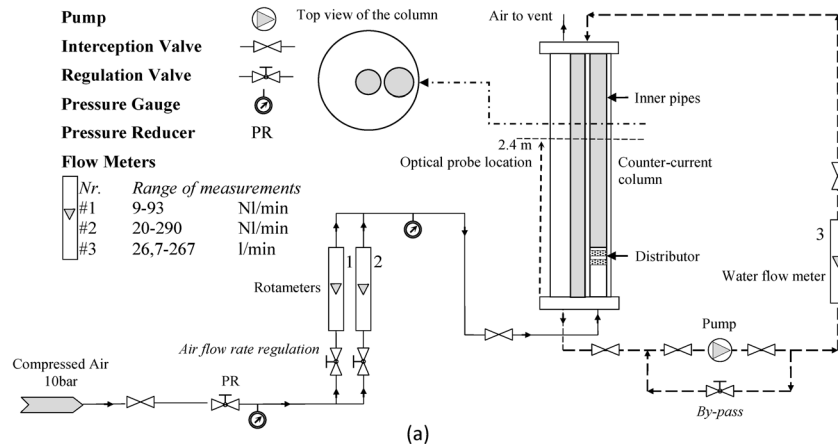 Pump
Interception Valve
Regulation Valve
Pressure Gauge
Pressure Reducer PR
Flow Meters
Nr. Range of measurements
#1 9-93 Nl/min
#2 20-290 Nl/min
#3 26,7-267 l/min
Top view of the column
Air to vent
Inner pipes
2.4 m
Optical probe location
Counter-current
column
Distributor
1 2
Rotameters
3
Water flow meter
Air flow rate regulation
Pump
Compressed Air
10bar
PR
By-pass
(a)